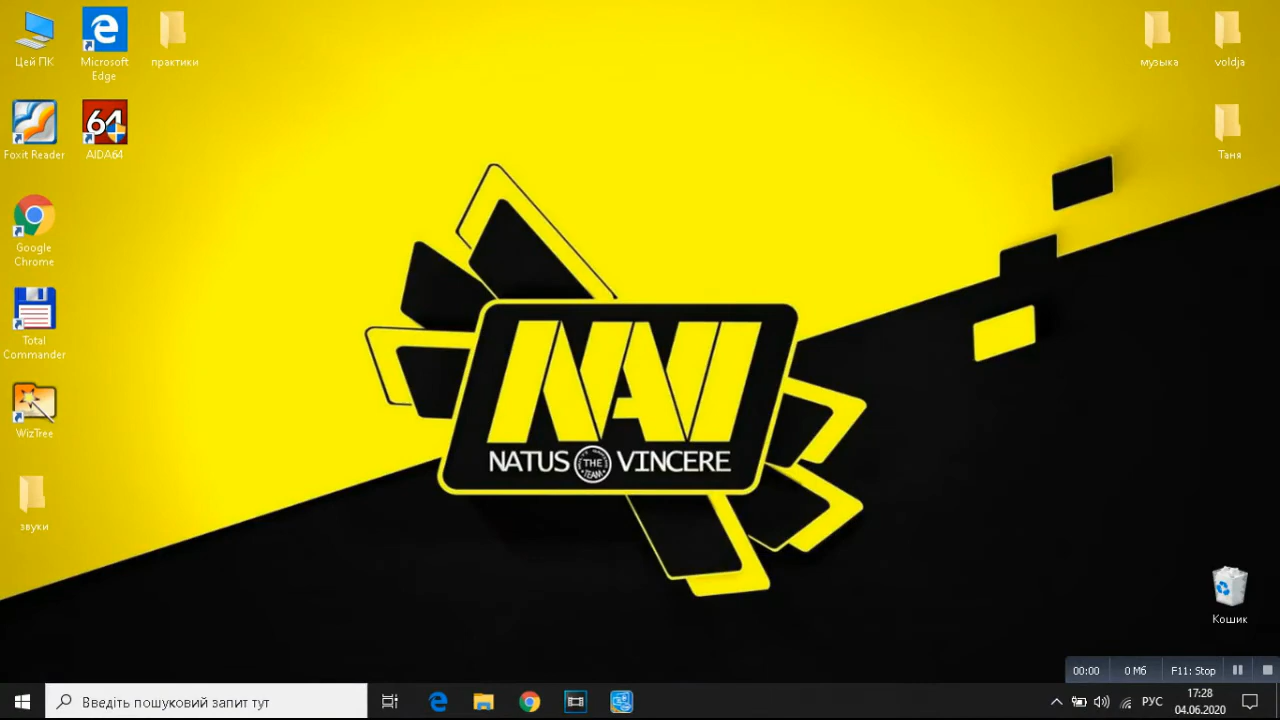 Цей ПК
Microsoft
Edge
практики
музыка
voldja
Foxit Reader
64
AIDA64
Таня
Google
Chrome
Total
Commander
WizTree
звуки
NAVI
NATUS THE TEAM VINCERE
Кошик
00:00
0 Мб
F11: Stop
Введіть пошуковий запит тут
РУС
17:28
04.06.2020